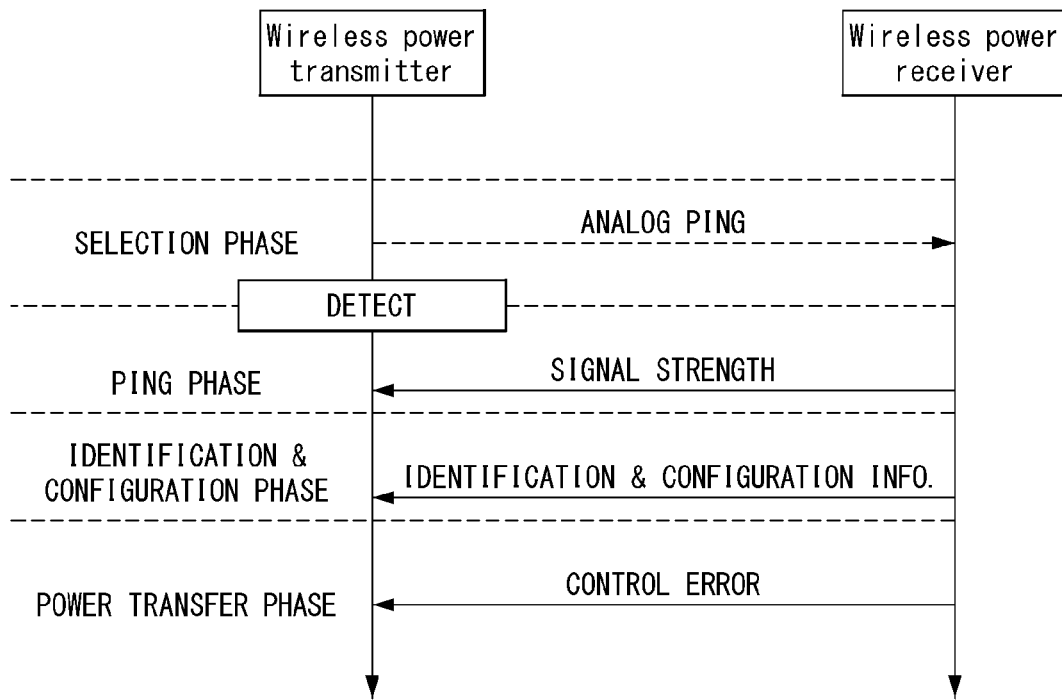 Wireless power
transmitter
Wireless power
receiver
ANALOG PING
SELECTION PHASE
DETECT
SIGNAL STRENGTH
PING PHASE
IDENTIFICATION &
CONFIGURATION PHASE
IDENTIFICATION & CONFIGURATION INFO.
CONTROL ERROR
POWER TRANSFER PHASE